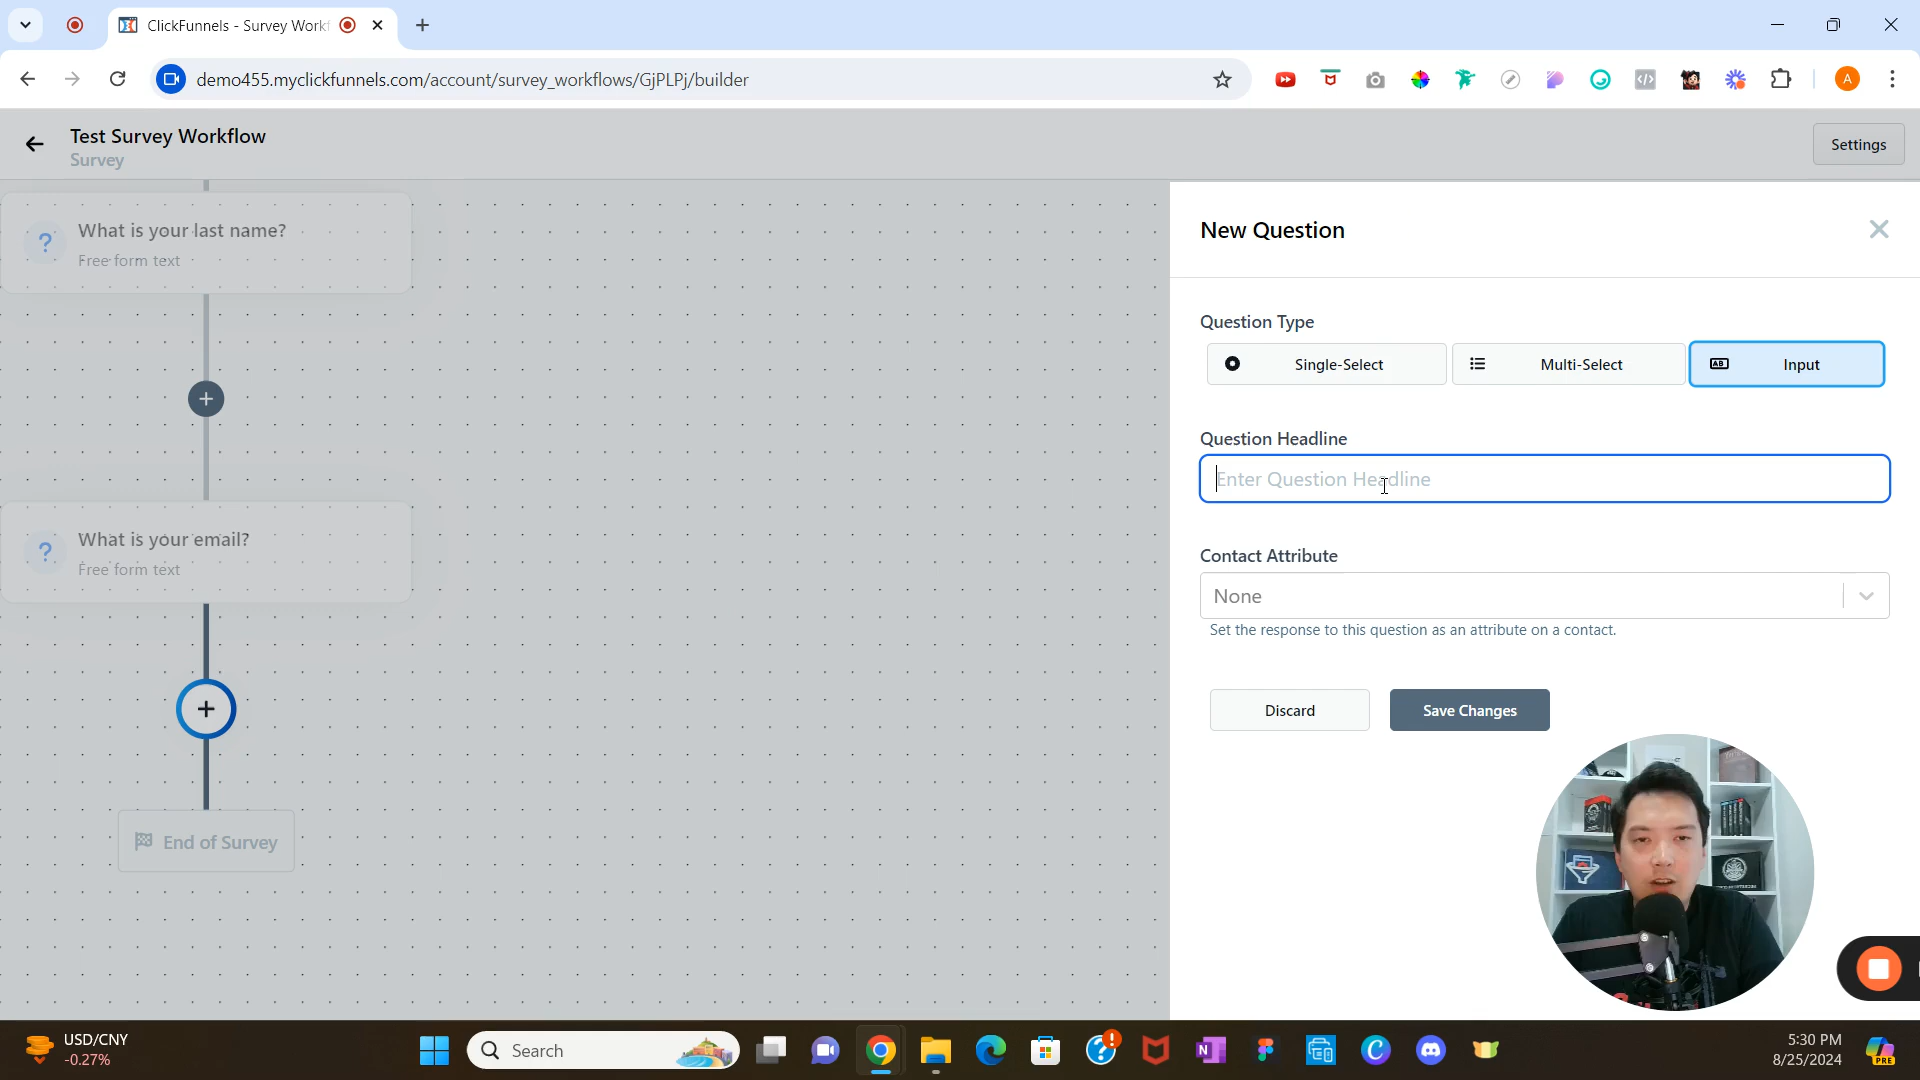 ClickFunnels - Survey Workf
demo455.myclickfunnels.com/account/survey_workflows/GjPLPj/builder
A
Test Survey Workflow
Survey
Settings
What is your last name?
Free form text
What is your email?
Free form text
End of Survey
New Question
Question Type
Single-Select
Multi-Select
Input
Question Headline
Enter Question Headline
Contact Attribute
None
Set the response to this question as an attribute on a contact.
Discard
Save Changes
USD/CNY
-0.27%
Search
5:30 PM
8/25/2024
PRE